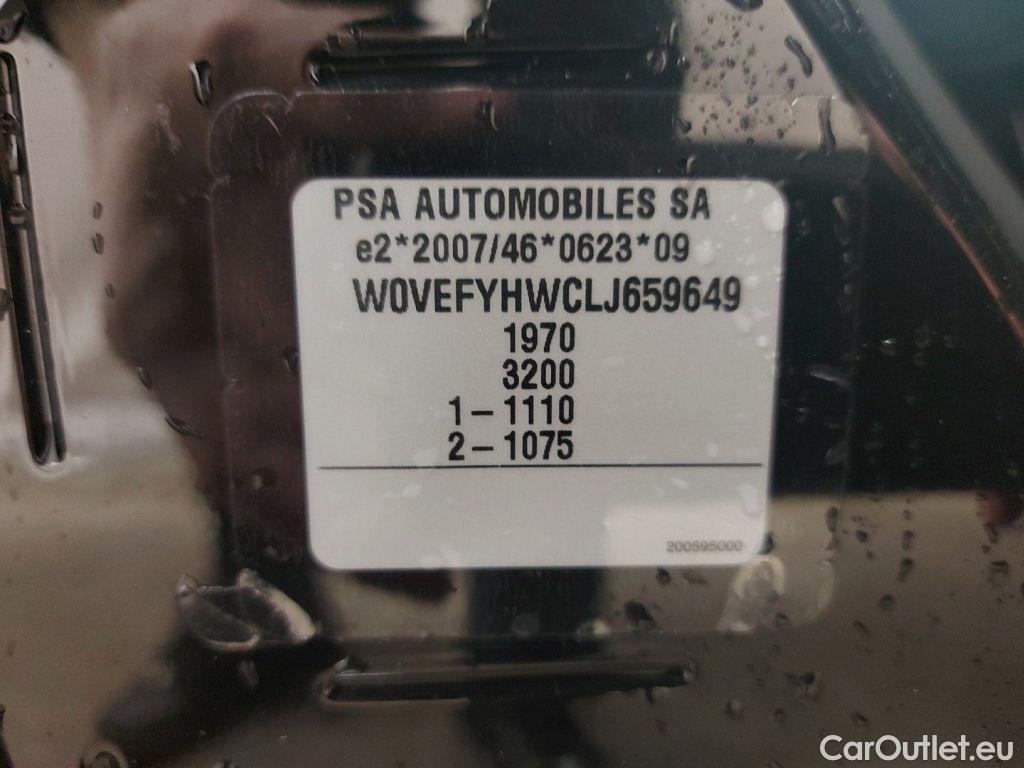 PSA AUTOMOBILES SA
e2*2007/46*0623*09
W0VEFYHWCLJ659649
1970
3200
1-1110
2-1075
200595000
CarOutlet.eu